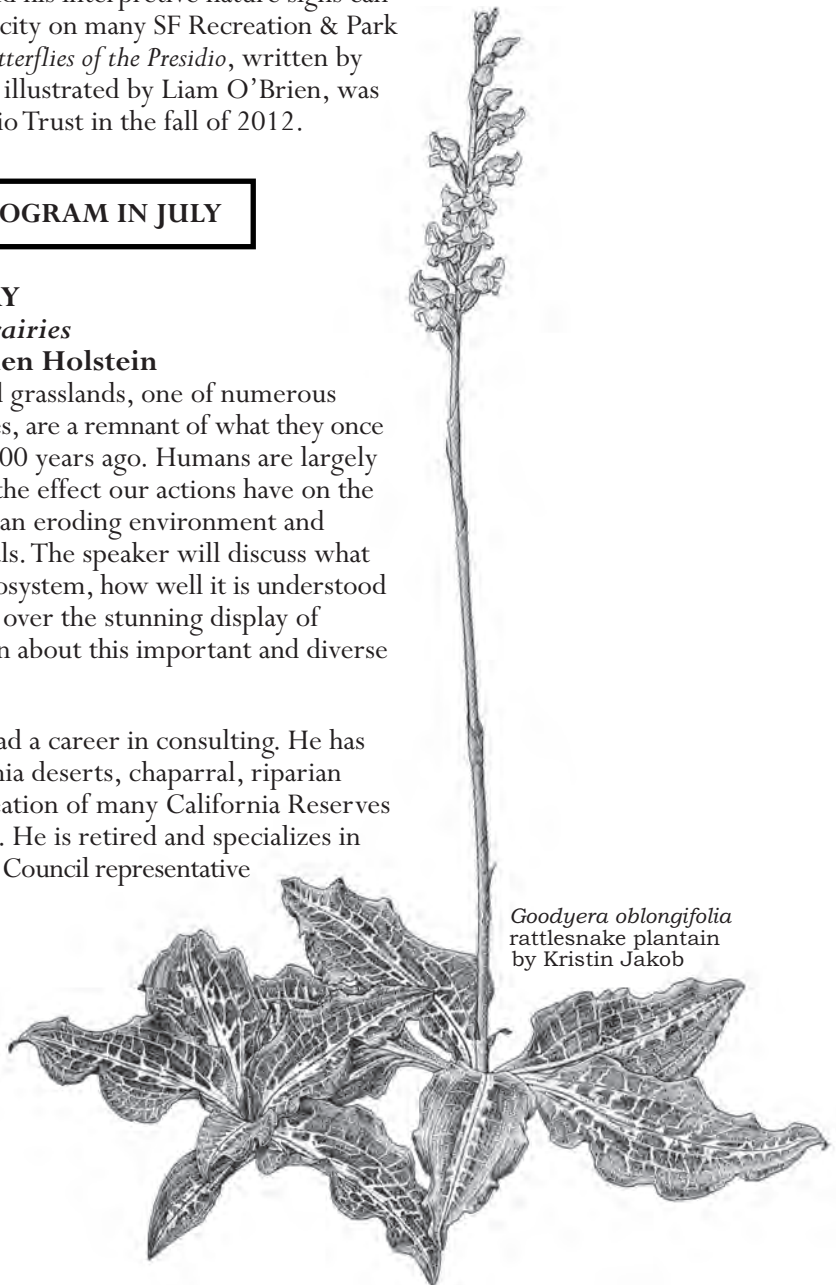 his interpretive nature signs can
city on many SF Recreation & Park
tterflies of the Presidio, written by
illustrated by Liam O’Brien, was
io Trust in the fall of 2012.
OGRAM IN JULY
AY
rairies
en Holstein
l grasslands, one of numerous
es, are a remnant of what they once
00 years ago. Humans are largely
the effect our actions have on the
an eroding environment and
ls. The speaker will discuss what
osystem, how well it is understood
over the stunning display of
n about this important and diverse
ad a career in consulting. He has
nia deserts, chaparral, riparian
eation of many California Reserves
. He is retired and specializes in
Council representative
Goodyera oblongifolia
rattlesnake plantain
by Kristin Jakob